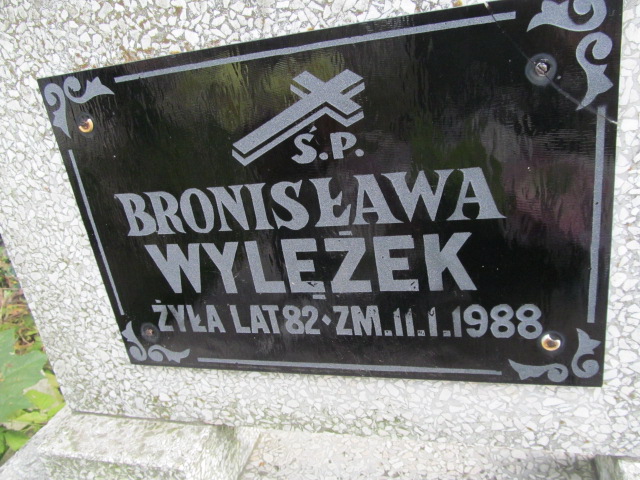 Ś.P.
BRONISŁAWA
WYLĘŻEK
ŻYŁA LAT 82 • ZM. 11.1.1988